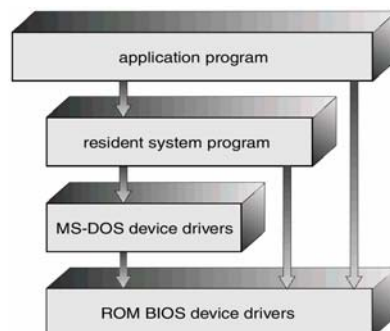 application program
resident system program
MS-DOS device drivers
ROM BIOS device drivers